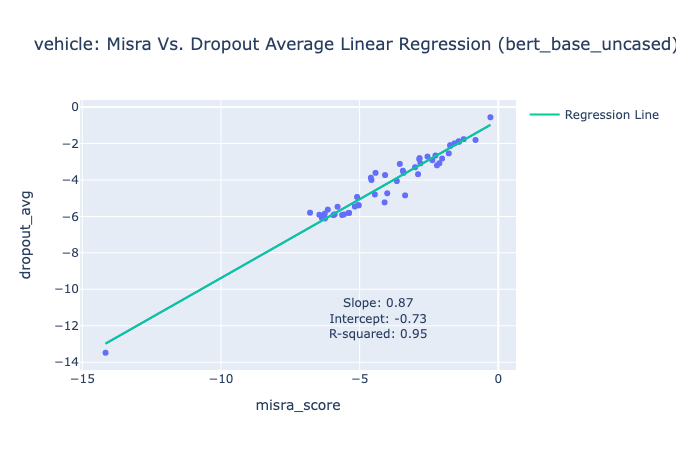 vehicle: Misra Vs. Dropout Average Linear Regression (bert_base_uncased)
Regression Line
0
−2
−4
−6
−8
−10
−12
−14
dropout_avg
Slope: 0.87
Intercept: -0.73
R-squared: 0.95
−15
−10
−5
0
misra_score